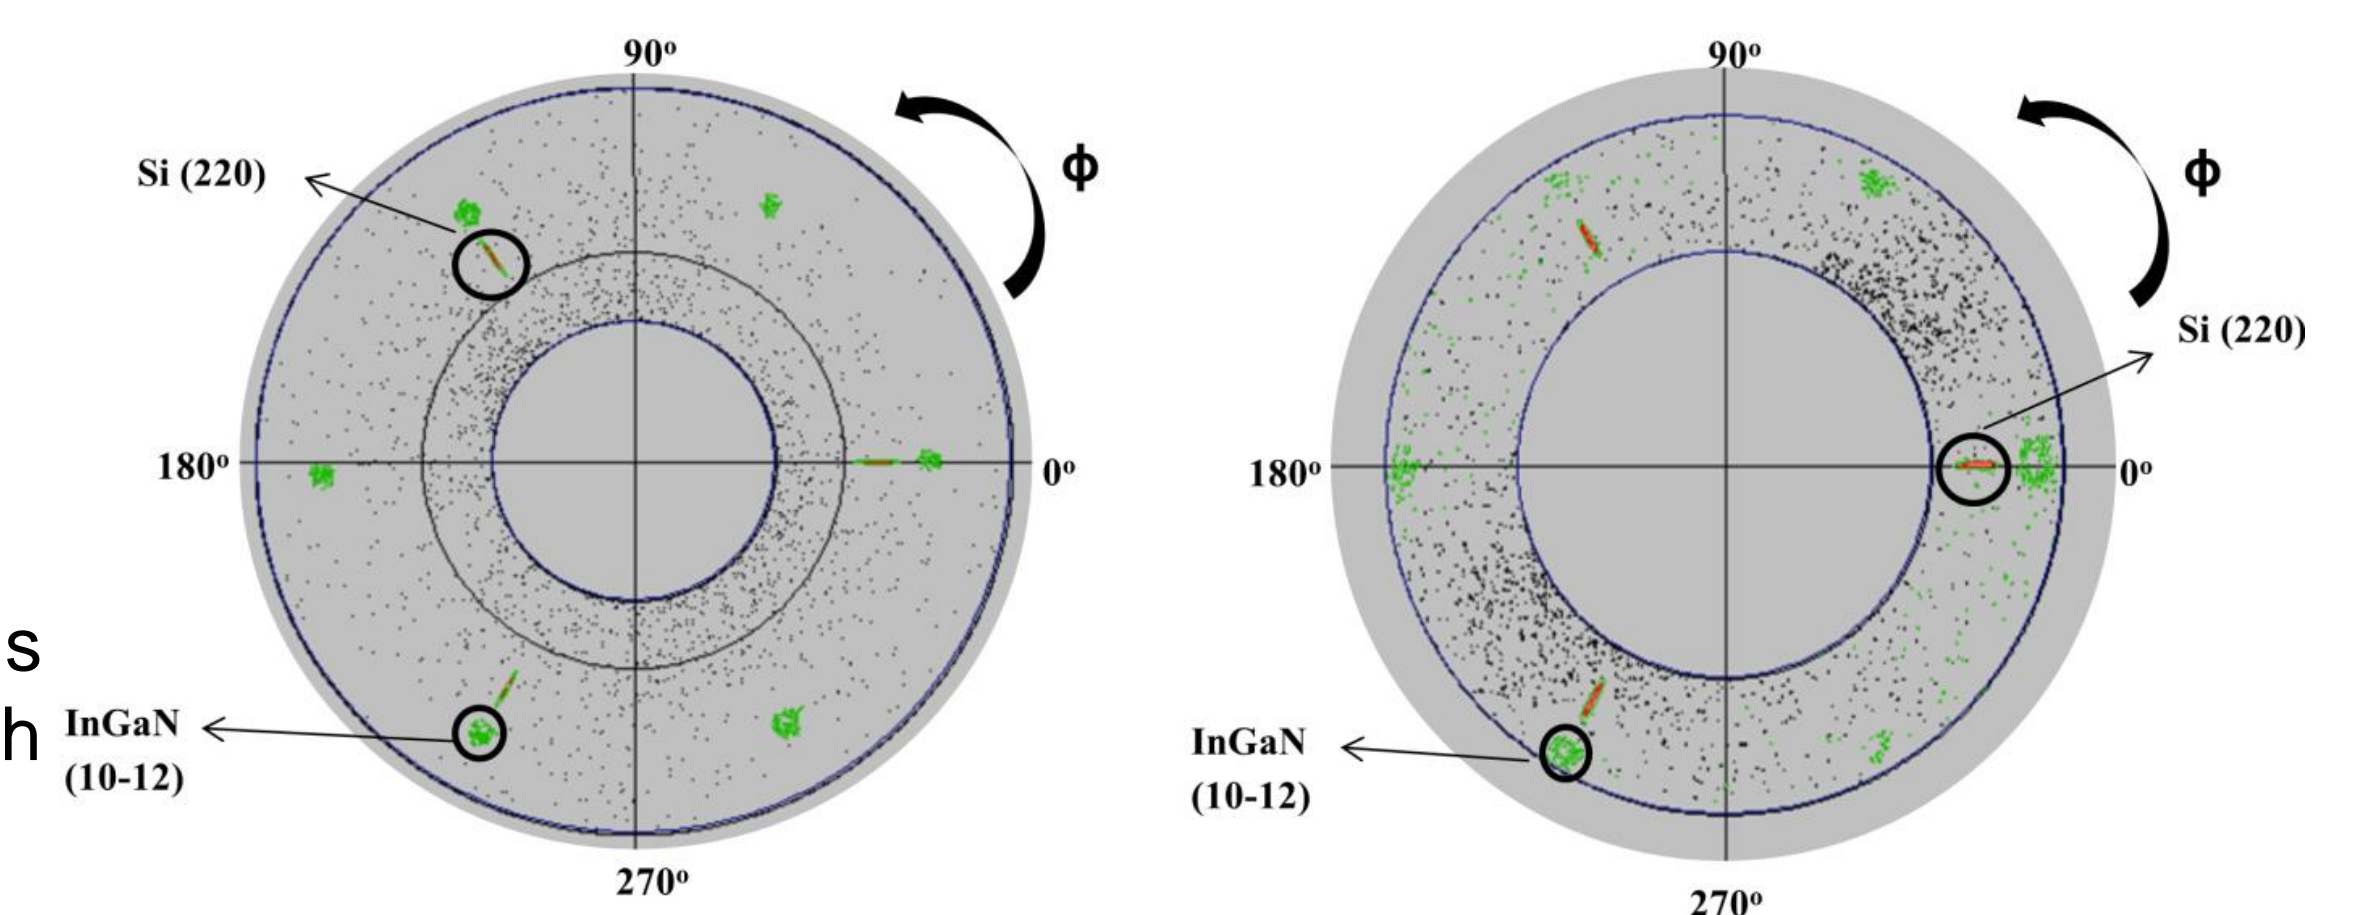 90º
Si (220)
ϕ
180º
0º
s
h
InGaN
(10-12)
270º
90º
ϕ
Si (220)
180º
0º
InGaN
(10-12)
270º